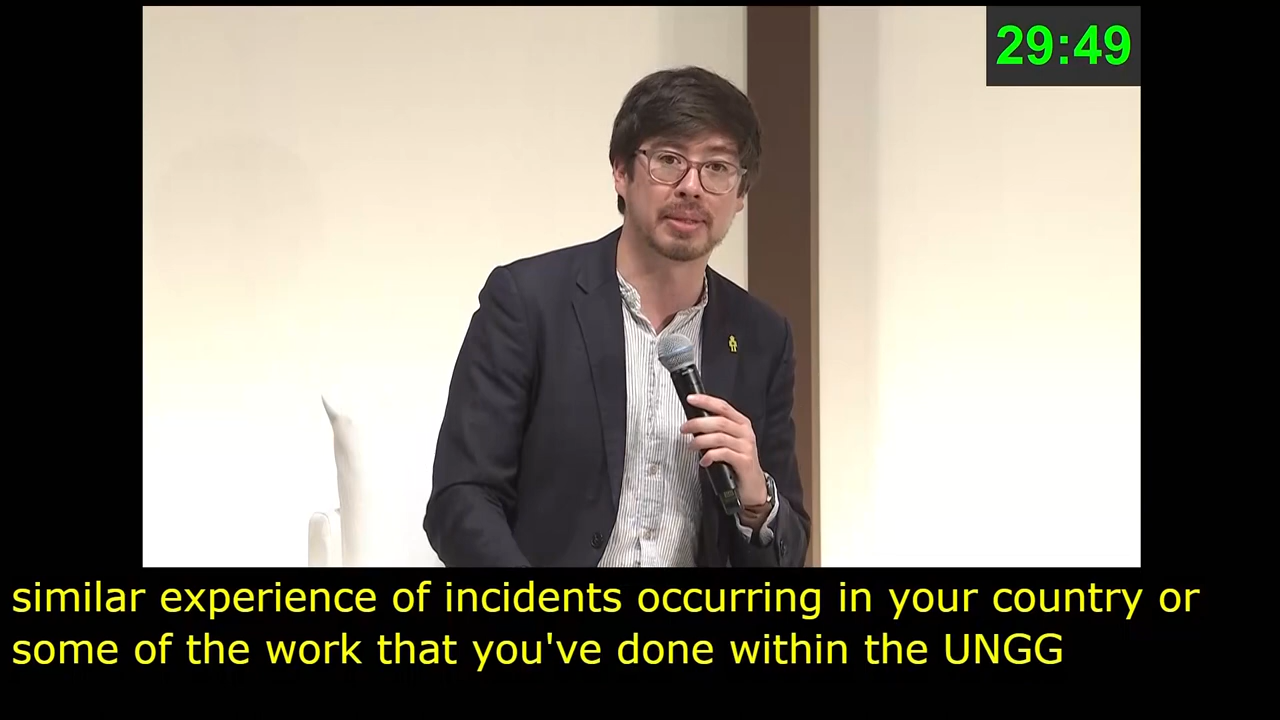 29:49
similar experience of incidents occurring in your country or
some of the work that you've done within the UNGG